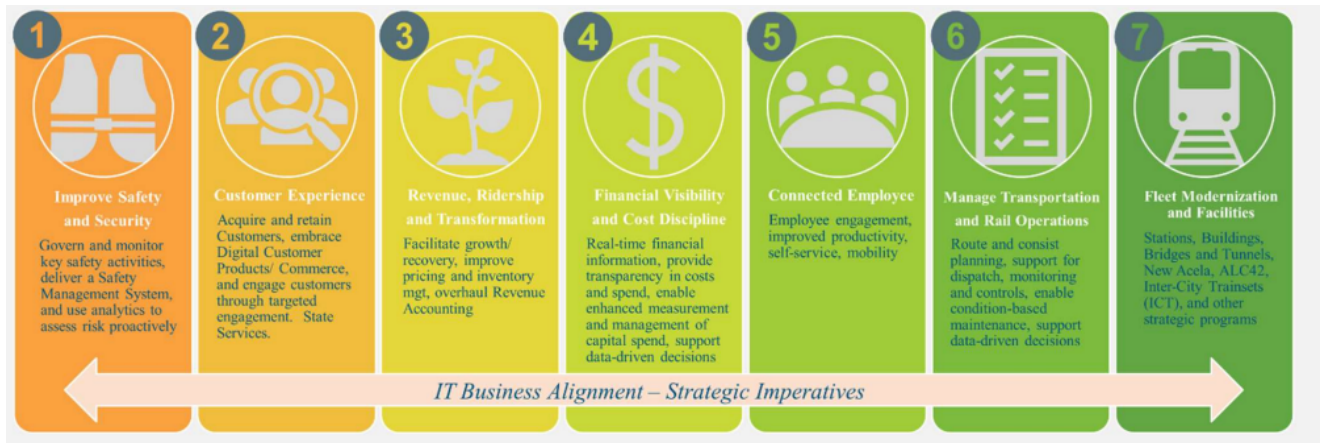 1
Improve Safety
and Security
Govern and monitor
key safety activities,
deliver a Safety
Management System,
and use analytics to
assess risk proactively
2
Customer Experience
Acquire and retain
Customers, embrace
Digital Customer
Products/ Commerce,
and engage customers
through targeted
engagement. State
Services.
3
Revenue, Ridership
and Transformation
Facilitate growth/
recovery, improve
pricing and inventory
mgt, overhaul Revenue
Accounting
4
Financial Visibility
and Cost Discipline
Real-time financial
information, provide
transparency in costs
and spend, enable
enhanced measurement
and management of
capital spend, support
data-driven decisions
5
Connected Employee
Employee engagement,
improved productivity,
self-service, mobility
6
Manage Transportation
and Rail Operations
Route and consist
planning, support for
dispatch, monitoring
and controls, enable
condition-based
maintenance, support
data-driven decisions
7
Fleet Modernization
and Facilities
Stations, Buildings,
Bridges and Tunnels,
New Acela, ALC42,
Inter-City Trainsets
(ICT), and other
strategic programs
IT Business Alignment – Strategic Imperatives